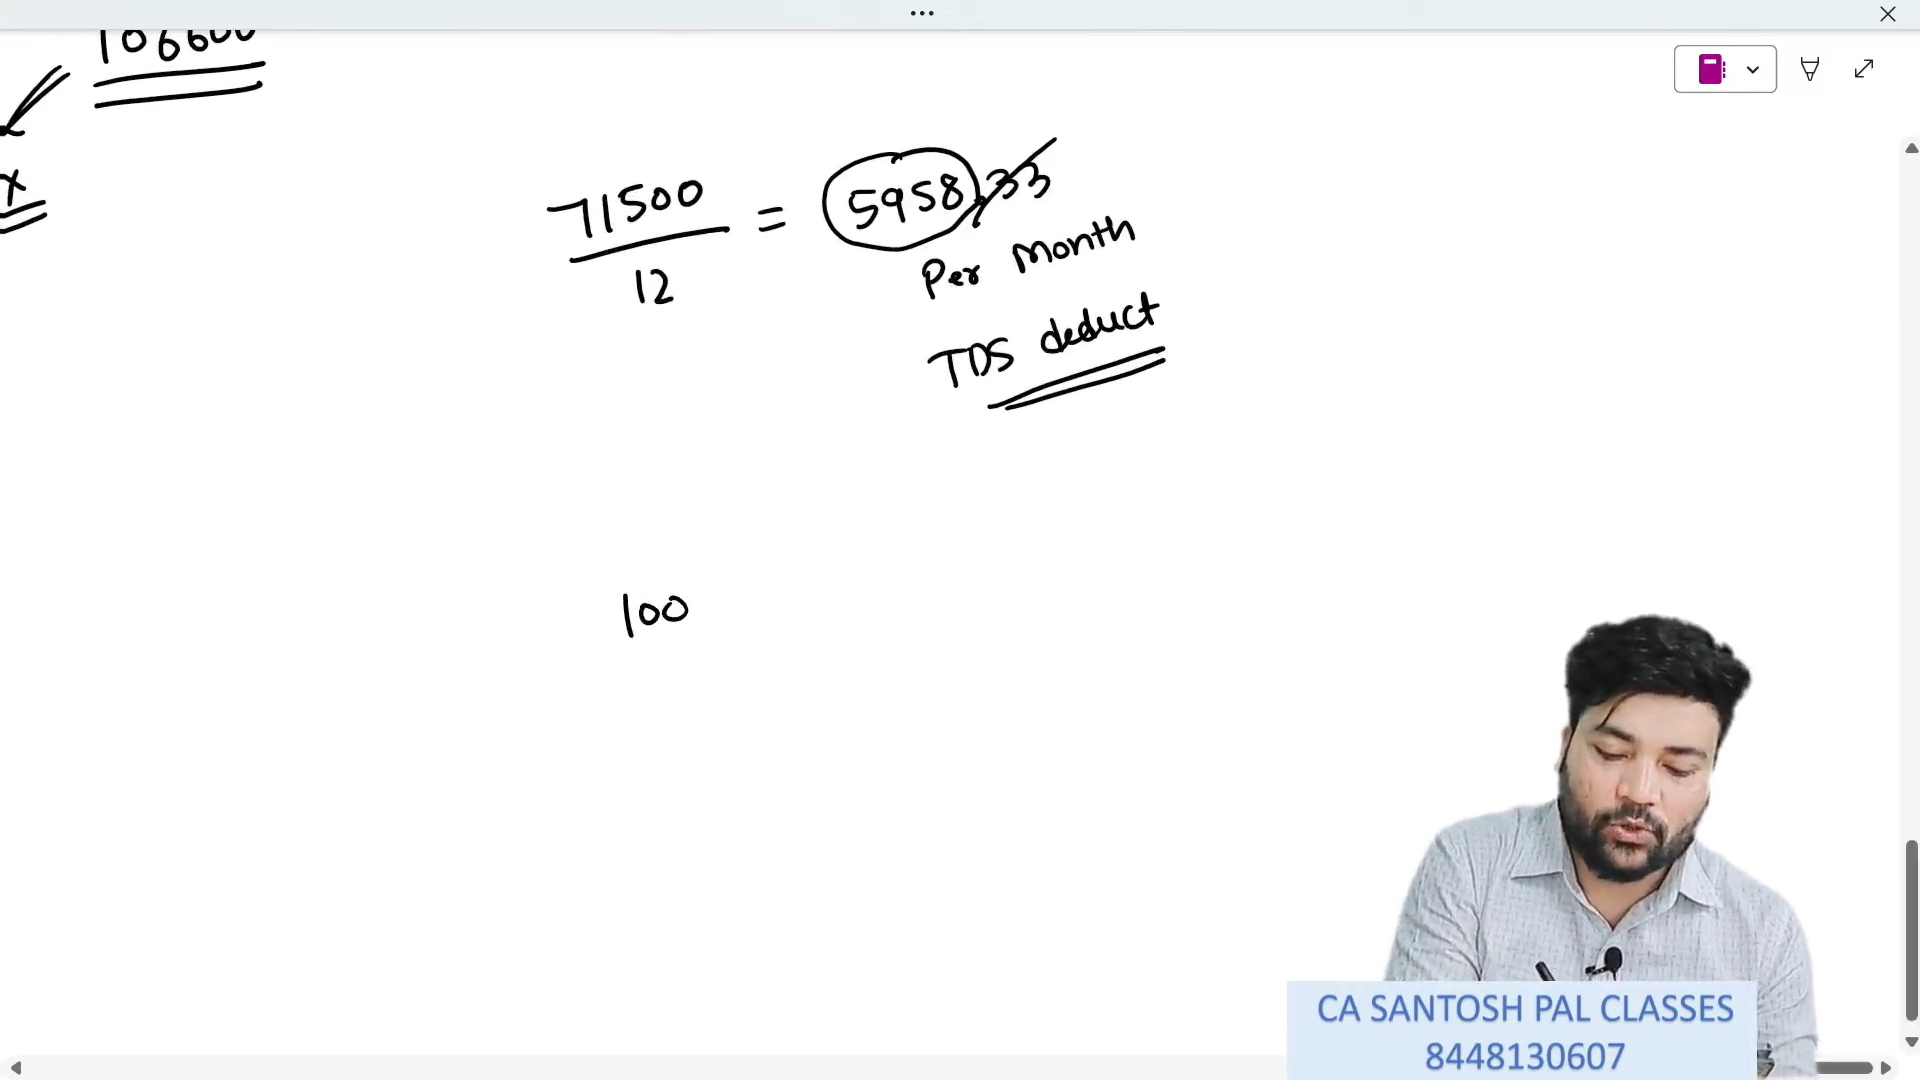 106600
x
71500
12
= 5958.33
Per month
TDS deduct
100
CA SANTOSH PAL CLASSES
8448130607